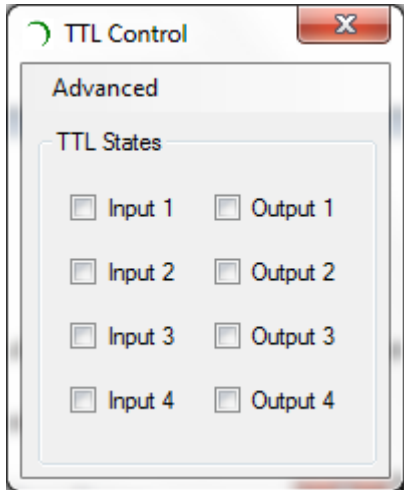 TTL Control
Advanced
TTL States
Input 1 Output 1
Input 2 Output 2
Input 3 Output 3
Input 4 Output 4